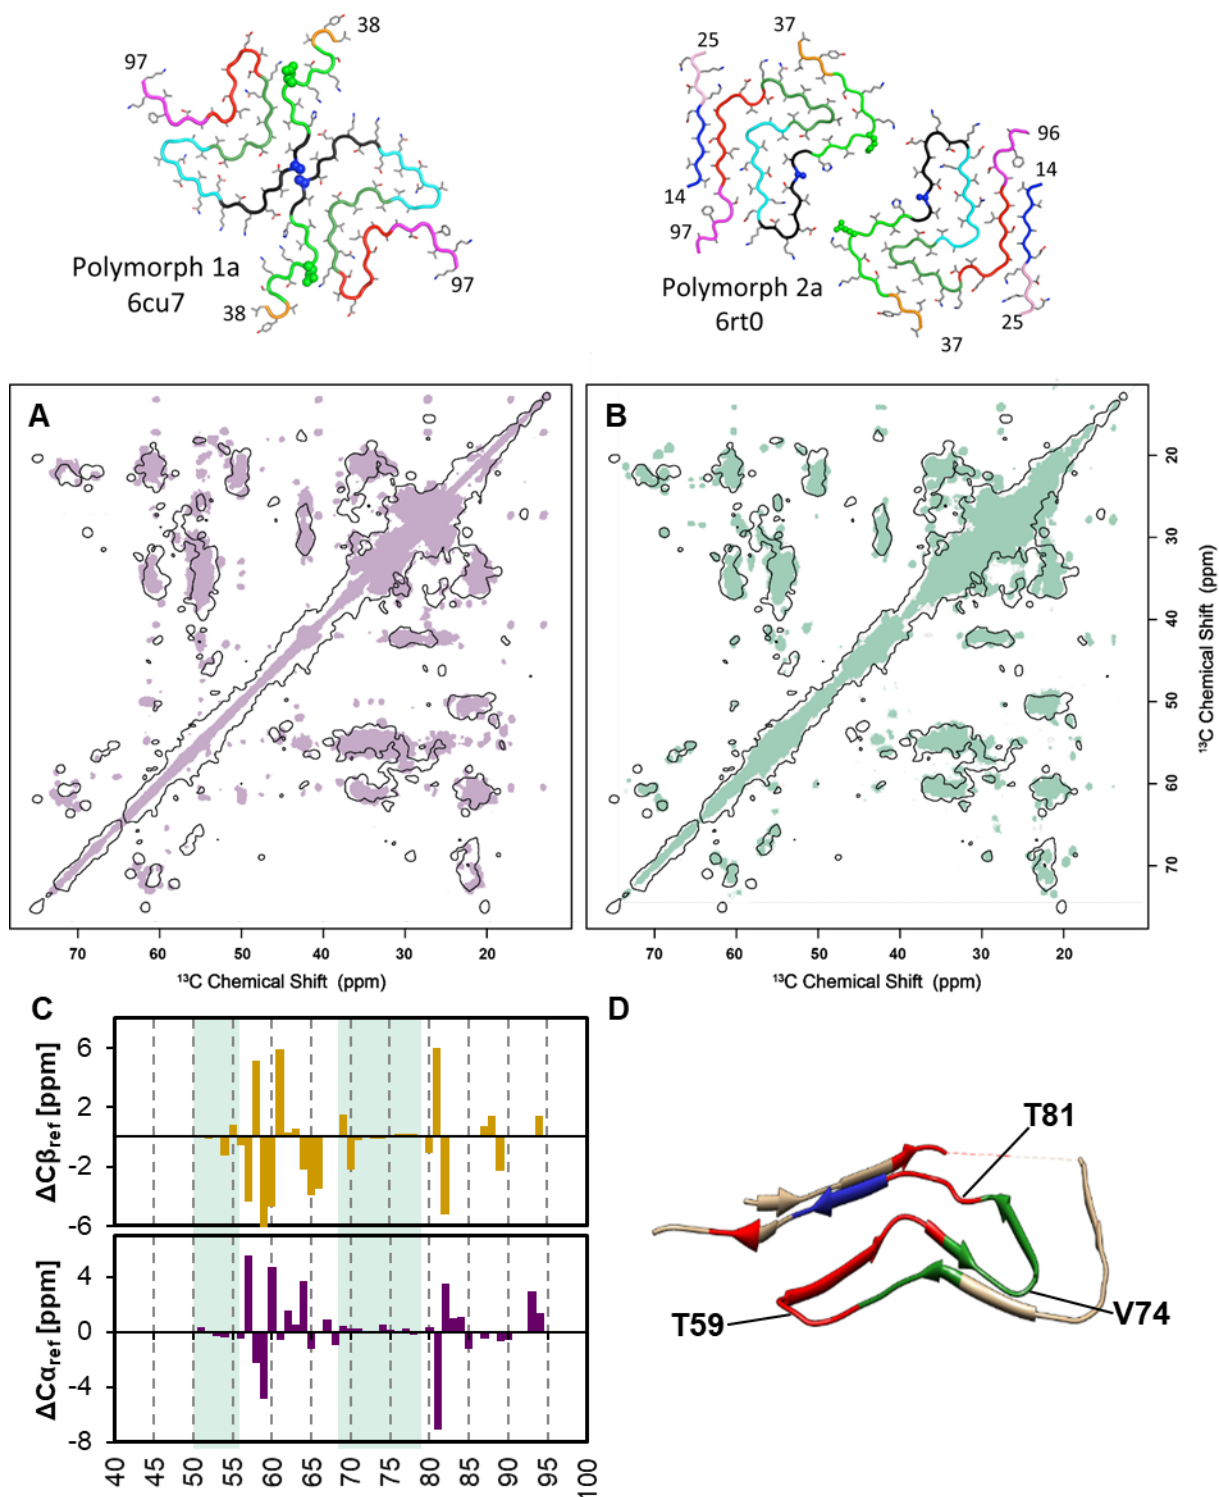 38
97
Polymorph 1a
6cu7
38
97
37
25
96
14
14
97
Polymorph 2a
6rt0
25
37
A
B
20
30
40
50
60
70
¹³C Chemical Shift (ppm)
70 60 50 40 30 20
70 60 50 40 30 20
¹³C Chemical Shift (ppm)
¹³C Chemical Shift (ppm)
C
D
6
2
-2
-6
ΔCβref [ppm]
4
0
-4
-8
ΔCαref [ppm]
40 45 50 55 60 65 70 75 80 85 90 95 100
T81
T59
V74